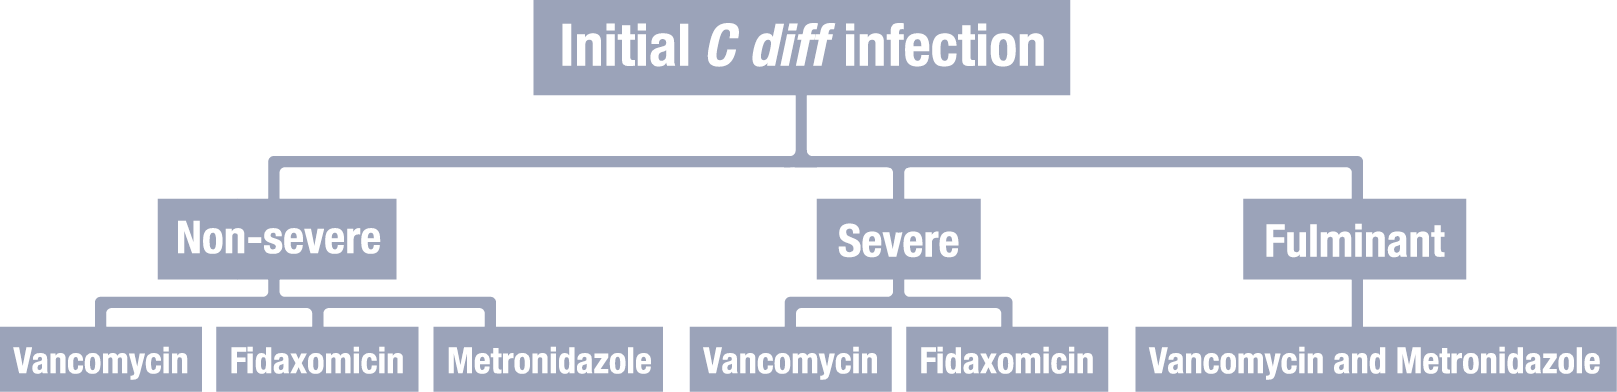 Initial C diff infection
Non-severe
Severe
Fulminant
Vancomycin
Fidaxomicin
Metronidazole
Vancomycin
Fidaxomicin
Vancomycin and Metronidazole